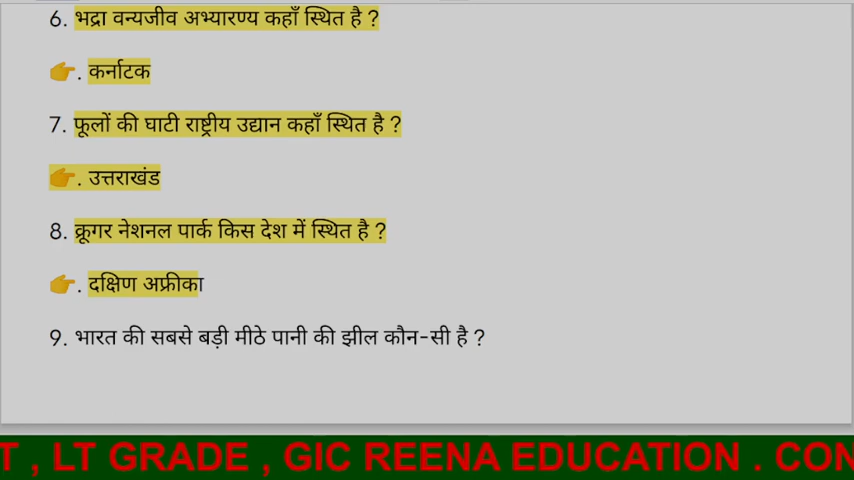 6. भद्रा वन्यजीव अभ्यारण्य कहाँ स्थित है ?
👉. कर्नाटक
7. फूलों की घाटी राष्ट्रीय उद्यान कहाँ स्थित है ?
👉. उत्तराखंड
8. क्रूगर नेशनल पार्क किस देश में स्थित है ?
👉. दक्षिण अफ्रीका
9. भारत की सबसे बड़ी मीठे पानी की झील कौन-सी है ?
T , LT GRADE , GIC REENA EDUCATION . CON